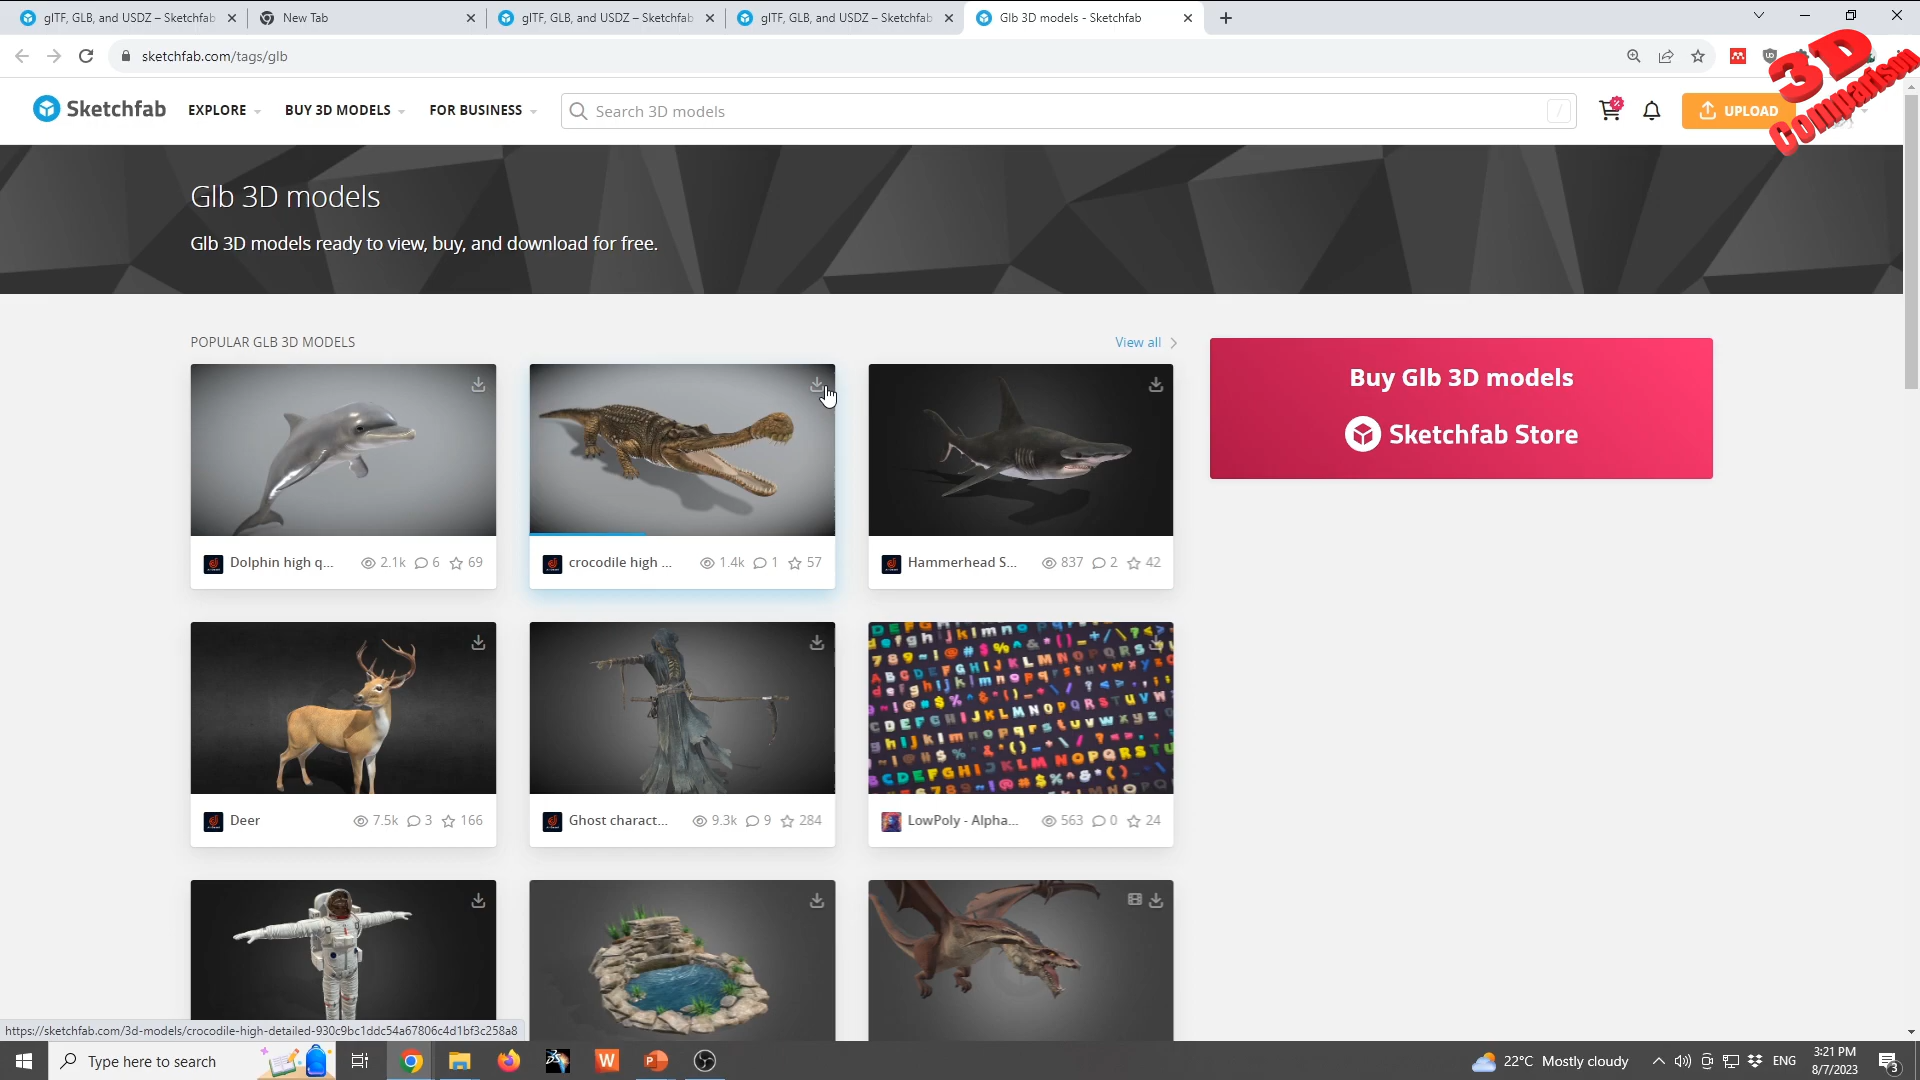 glTF, GLB, and USDZ – Sketchfab
New Tab
glTF, GLB, and USDZ – Sketchfab
glTF, GLB, and USDZ – Sketchfab
Glb 3D models - Sketchfab
sketchfab.com/tags/glb
3D
Comparison
Sketchfab
EXPLORE
BUY 3D MODELS
FOR BUSINESS
Search 3D models
/
UPLOAD
Glb 3D models
Glb 3D models ready to view, buy, and download for free.
POPULAR GLB 3D MODELS
View all
Buy Glb 3D models
Sketchfab Store
Dolphin high q... 2.1k 6 69
crocodile high ... 1.4k 1 57
Hammerhead S... 837 2 42
Deer 7.5k 3 166
Ghost charact... 9.3k 9 284
LowPoly - Alpha... 563 0 24
https://sketchfab.com/3d-models/crocodile-high-detailed-930c9bc1ddc54a67806c4d1bf3c258a8
Type here to search
22°C Mostly cloudy
ENG
3:21 PM
8/7/2023
3